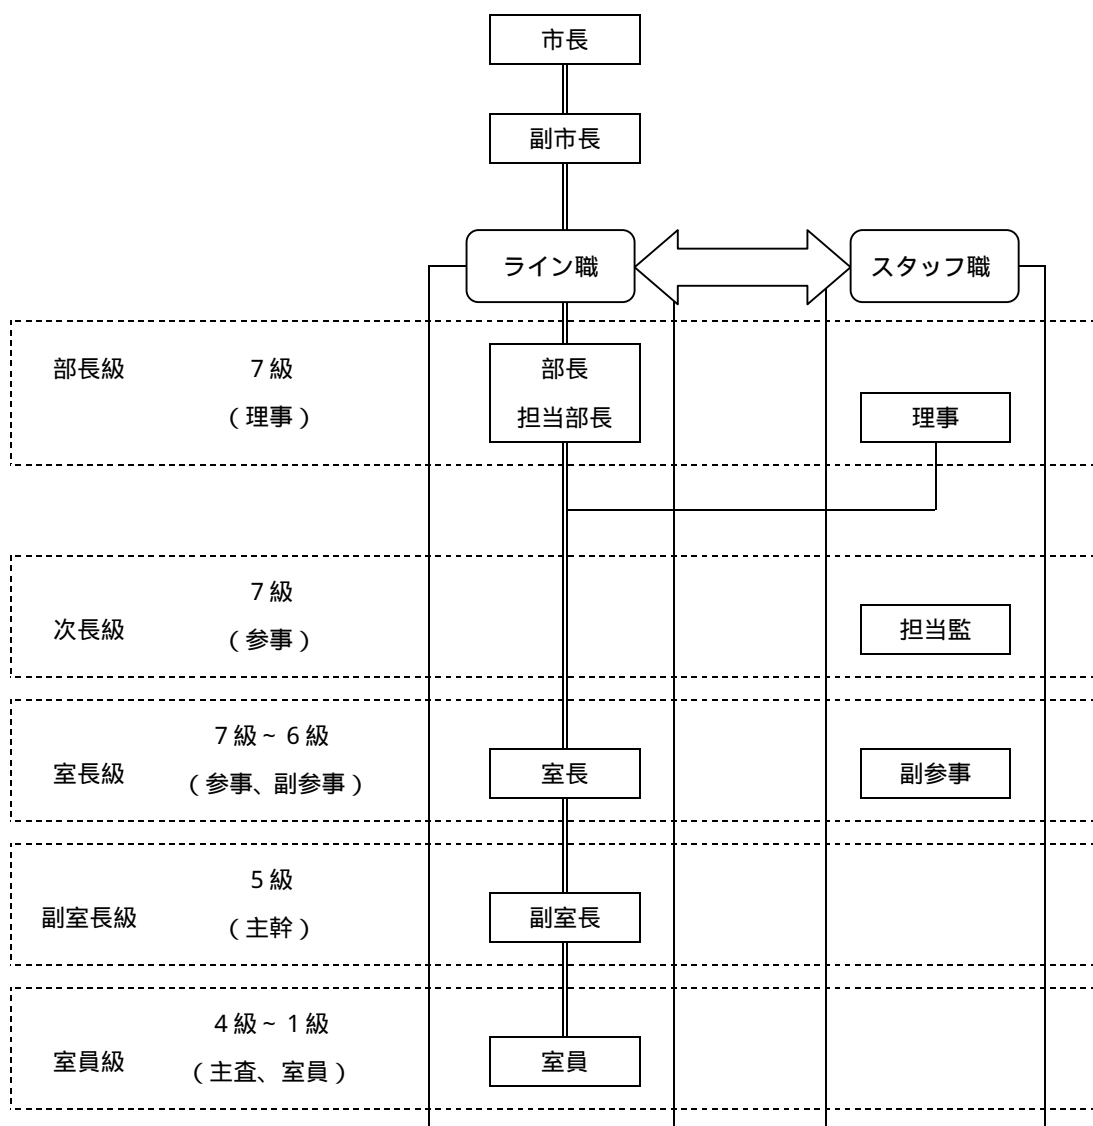 市長
副市長
ライン職
スタッフ職
部長級
7級
(理事)
部長
担当部長
理事
次長級
7級
(参事)
担当監
室長級
7級~6級
(参事、副参事)
室長
副参事
副室長級
5級
(主幹)
副室長
室員級
4級~1級
(主査、室員)
室員